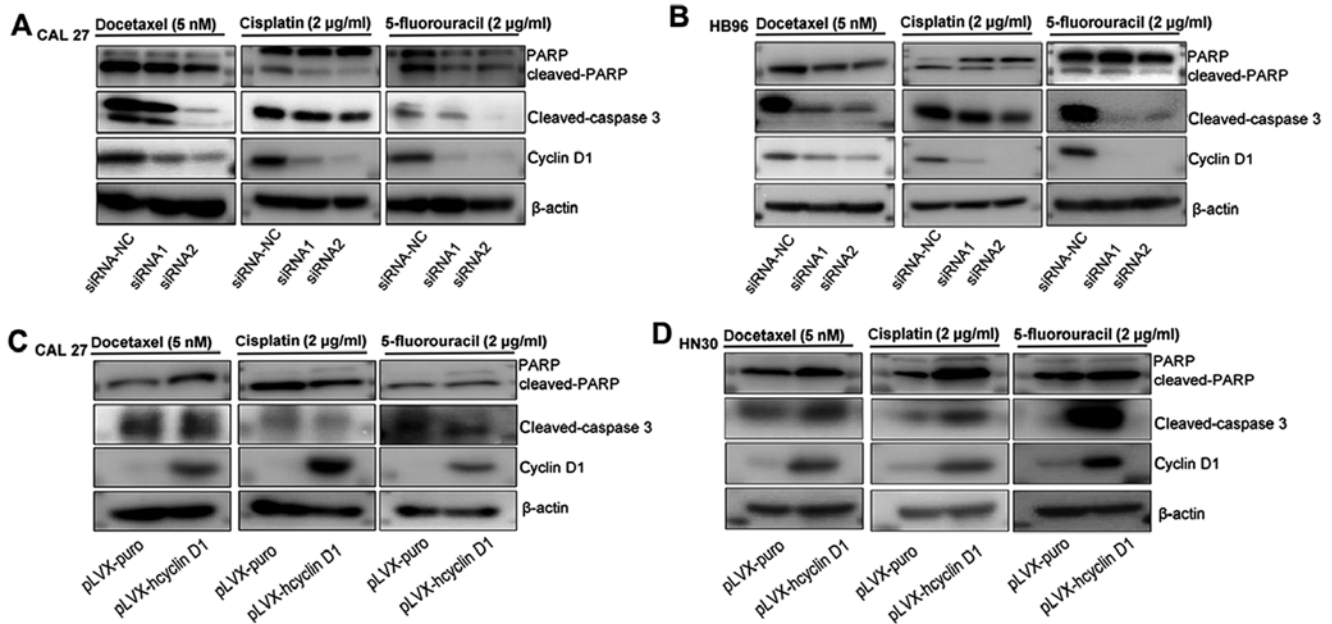 A CAL 27 Docetaxel (5 nM) Cisplatin (2 µg/ml) 5-fluorouracil (2 µg/ml)
PARP
cleaved-PARP
Cleaved-caspase 3
Cyclin D1
β-actin
siRNA-NC siRNA1 siRNA2 siRNA-NC siRNA1 siRNA2 siRNA-NC siRNA1 siRNA2
B HB96 Docetaxel (5 nM) Cisplatin (2 µg/ml) 5-fluorouracil (2 µg/ml)
PARP
cleaved-PARP
Cleaved-caspase 3
Cyclin D1
β-actin
siRNA-NC siRNA1 siRNA2 siRNA-NC siRNA1 siRNA2 siRNA-NC siRNA1 siRNA2
C CAL 27 Docetaxel (5 nM) Cisplatin (2 µg/ml) 5-fluorouracil (2 µg/ml)
PARP
cleaved-PARP
Cleaved-caspase 3
Cyclin D1
β-actin
pLVX-puro pLVX-hcyclin D1 pLVX-puro pLVX-hcyclin D1 pLVX-puro pLVX-hcyclin D1
D HN30 Docetaxel (5 nM) Cisplatin (2 µg/ml) 5-fluorouracil (2 µg/ml)
PARP
cleaved-PARP
Cleaved-caspase 3
Cyclin D1
β-actin
pLVX-puro pLVX-hcyclin D1 pLVX-puro pLVX-hcyclin D1 pLVX-puro pLVX-hcyclin D1